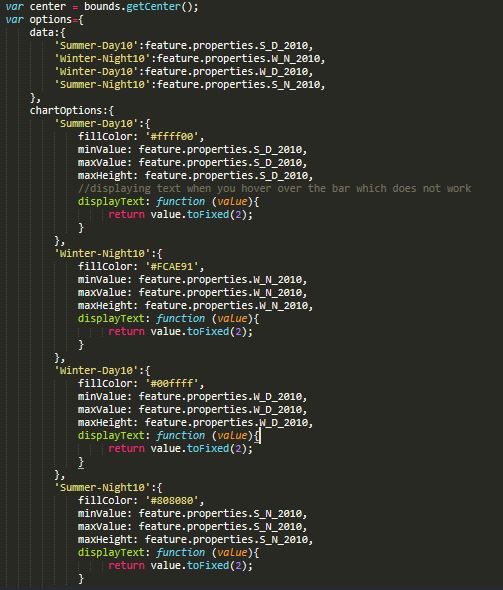 var center = bounds.getCenter();
var options={
data:{
'Summer-Day10':feature.properties.S_D_2010,
'Winter-Night10':feature.properties.W_N_2010,
'Winter-Day10':feature.properties.W_D_2010,
'Summer-Night10':feature.properties.S_N_2010,
},
chartOptions:{
'Summer-Day10':{
fillColor: '#ffff00',
minValue: feature.properties.S_D_2010,
maxValue: feature.properties.S_D_2010,
maxHeight: feature.properties.S_D_2010,
//displaying text when you hover over the bar which does not work
displayText: function (value){
return value.toFixed(2);
}
},
'Winter-Night10':{
fillColor: '#FCAE91',
minValue: feature.properties.W_N_2010,
maxValue: feature.properties.W_N_2010,
maxHeight: feature.properties.W_N_2010,
displayText: function (value){
return value.toFixed(2);
}
},
'Winter-Day10':{
fillColor: '#00ffff',
minValue: feature.properties.W_D_2010,
maxValue: feature.properties.W_D_2010,
maxHeight: feature.properties.W_D_2010,
displayText: function (value){
return value.toFixed(2);
}
},
'Summer-Night10':{
fillColor: '#808080',
minValue: feature.properties.S_N_2010,
maxValue: feature.properties.S_N_2010,
maxHeight: feature.properties.S_N_2010,
displayText: function (value){
return value.toFixed(2);
}